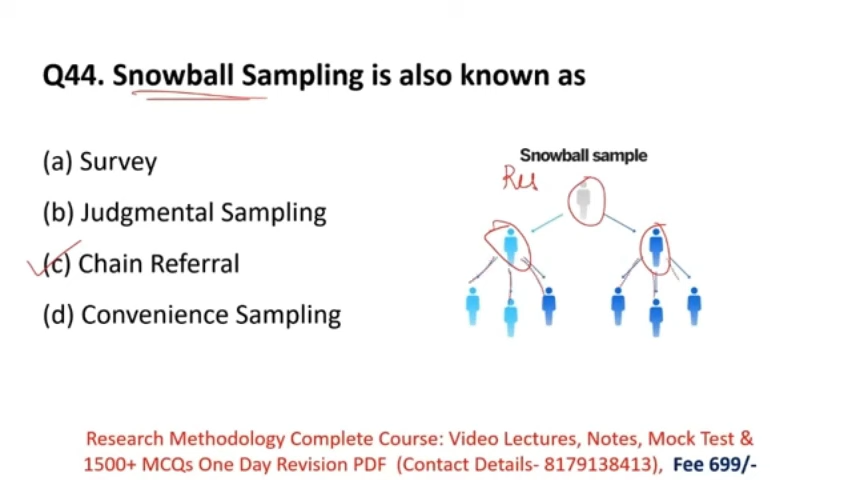 Q44. Snowball Sampling is also known as
(a) Survey
(b) Judgmental Sampling
(c) Chain Referral
(d) Convenience Sampling
Snowball sample
Res
Research Methodology Complete Course: Video Lectures, Notes, Mock Test &
1500+ MCQs One Day Revision PDF (Contact Details- 8179138413), Fee 699/-